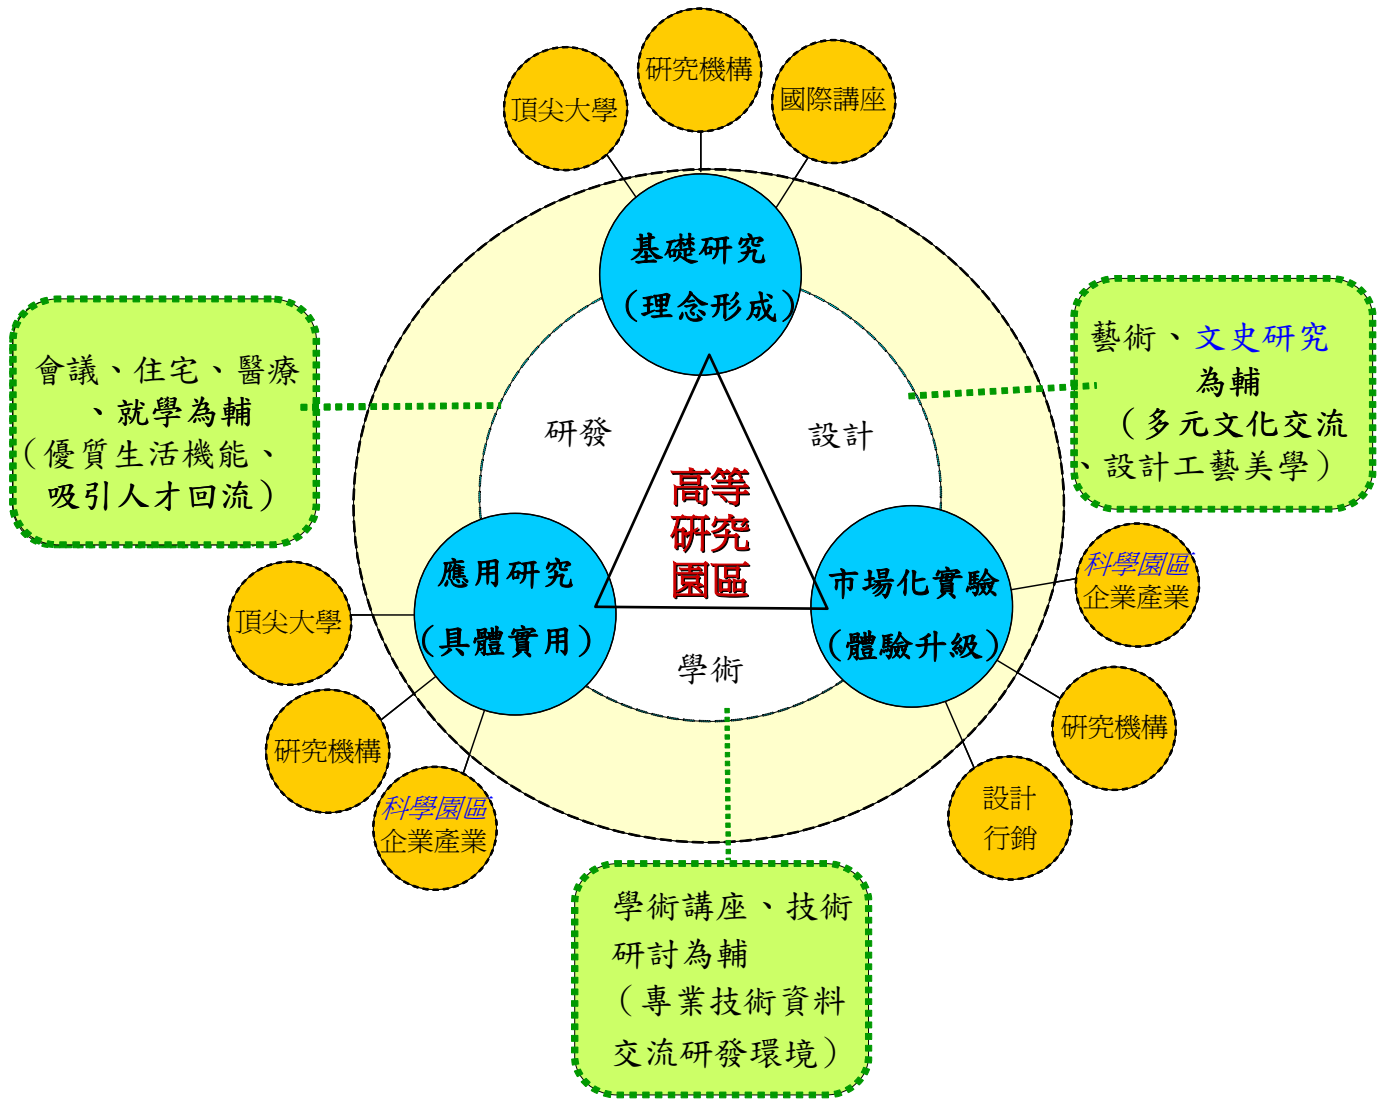 研究機構
國際講座
頂尖大學
基礎研究
（理念形成）
會議、住宅、醫療
、就學為輔
（優質生活機能、
吸引人才回流）
藝術、文史研究
為輔
（多元文化交流
、設計工藝美學）
研發
設計
高等
研究
園區
應用研究
（具體實用）
市場化實驗
（體驗升級）
學術
科學園區
企業產業
頂尖大學
研究機構
研究機構
科學園區
企業產業
設計
行銷
學術講座、技術
研討為輔
（專業技術資料
交流研發環境）